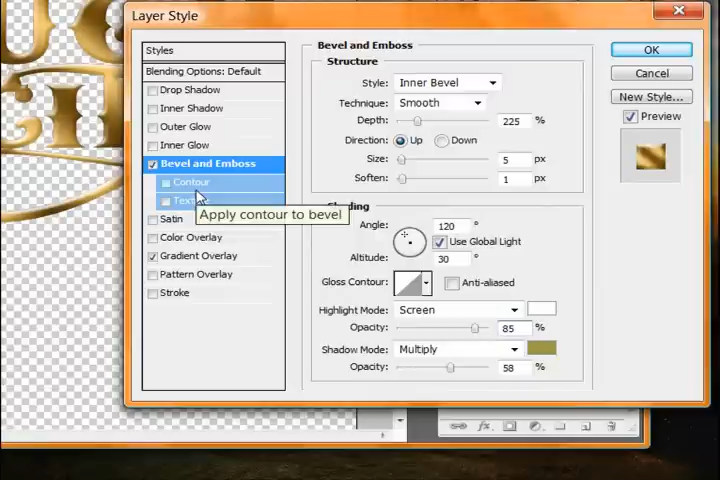 Layer Style
Styles
Blending Options: Default
Drop Shadow
Inner Shadow
Outer Glow
Inner Glow
Bevel and Emboss
Contour
Apply contour to bevel
Satin
Color Overlay
Gradient Overlay
Pattern Overlay
Stroke
Bevel and Emboss
Structure
Style: Inner Bevel
Technique: Smooth
Depth: 225 %
Direction: Up Down
Size: 5 px
Soften: 1 px
Angle: 120 °
Use Global Light
Altitude: 30 °
Gloss Contour: Anti-aliased
Highlight Mode: Screen
Opacity: 85 %
Shadow Mode: Multiply
Opacity: 58 %
OK
Cancel
New Style...
Preview